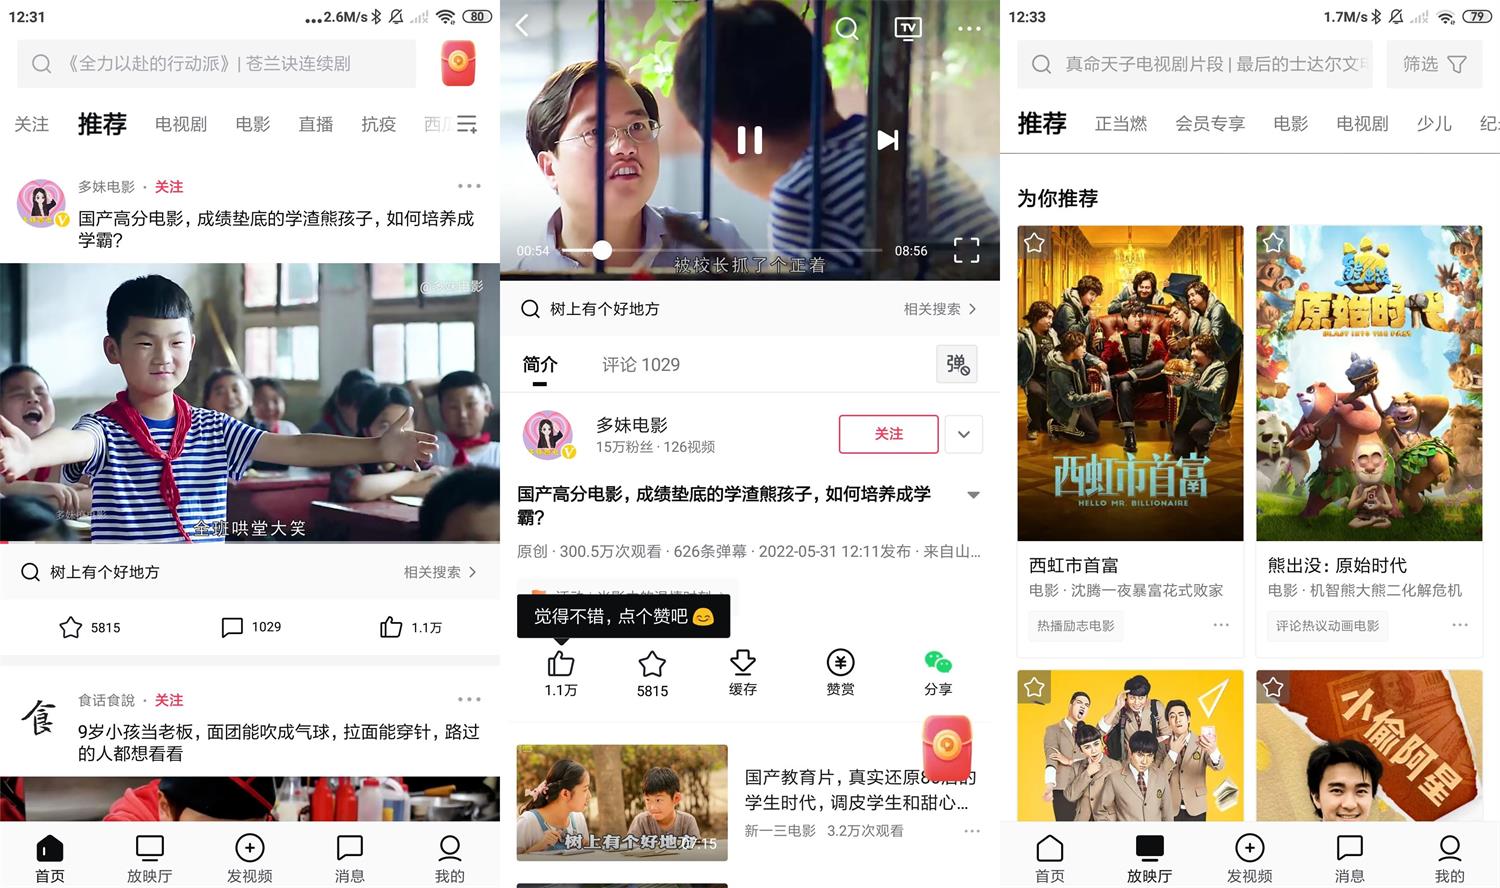 12:31
...2.6M/s
80
《全力以赴的行动派》| 苍兰诀连续剧
关注
推荐
电视剧
电影
直播
抗疫
多妹电影 · 关注
国产高分电影，成绩垫底的学渣熊孩子，如何培养成
学霸？
@多妹电影
多妹电影
全班哄堂大笑
树上有个好地方
相关搜索
5815
1029
1.1万
食
食话食說 · 关注
9岁小孩当老板，面团能吹成气球，拉面能穿针，路过
的人都想看看
首页
放映厅
发视频
消息
我的
TV
00:54
08:56
被校长抓了个正着
树上有个好地方
相关搜索
简介
评论 1029
弹
多妹电影
15万粉丝 · 126视频
关注
国产高分电影，成绩垫底的学渣熊孩子，如何培养成学
霸？
原创 · 300.5万次观看 · 626条弹幕 · 2022-05-31 12:11发布 · 来自山...
觉得不错，点个赞吧
1.1万
5815
缓存
赞赏
分享
树上有个好地方
07:15
国产教育片，真实还原8
的
学生时代，调皮学生和甜心...
新一三电影 3.2万次观看
12:33
1.7M/s
79
真命天子电视剧片段 | 最后的士达尔文
筛选
推荐
正当燃
会员专享
电影
电视剧
少儿
为你推荐
西虹市首富
HELLO MR. BILLIONAIRE
西虹市首富
电影 · 沈腾一夜暴富花式败家
热播励志电影
熊出没之
原始时代
BLAST INTO THE PAST
熊出没：原始时代
电影 · 机智熊大熊二化解危机
评论热议动画电影
小偷阿星
首页
放映厅
发视频
消息
我的